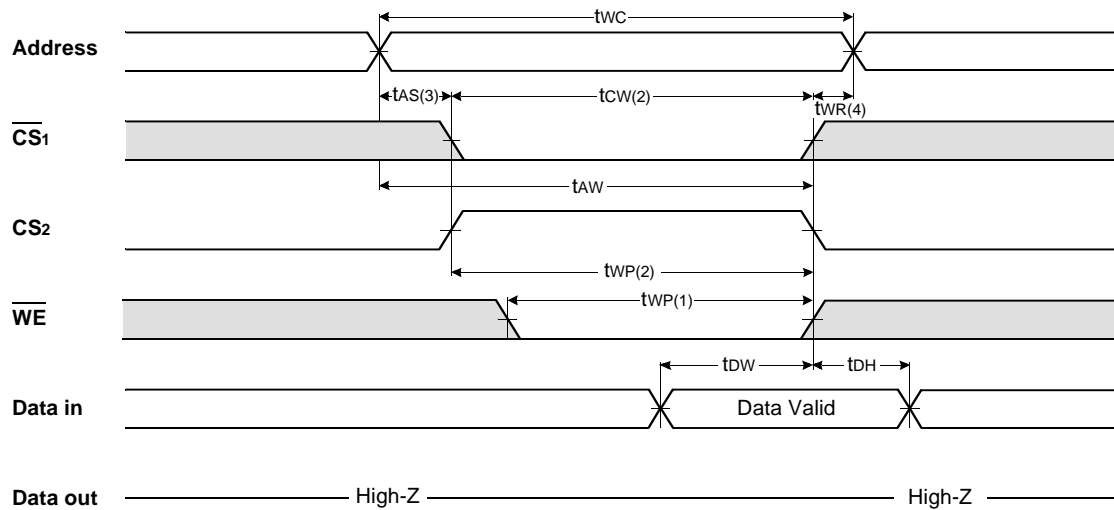 tWC
Address
tAS(3)
tCW(2)
tWR(4)
CS1
tAW
CS2
tWP(2)
tWP(1)
WE
tDW
tDH
Data in
Data Valid
Data out
High-Z
High-Z